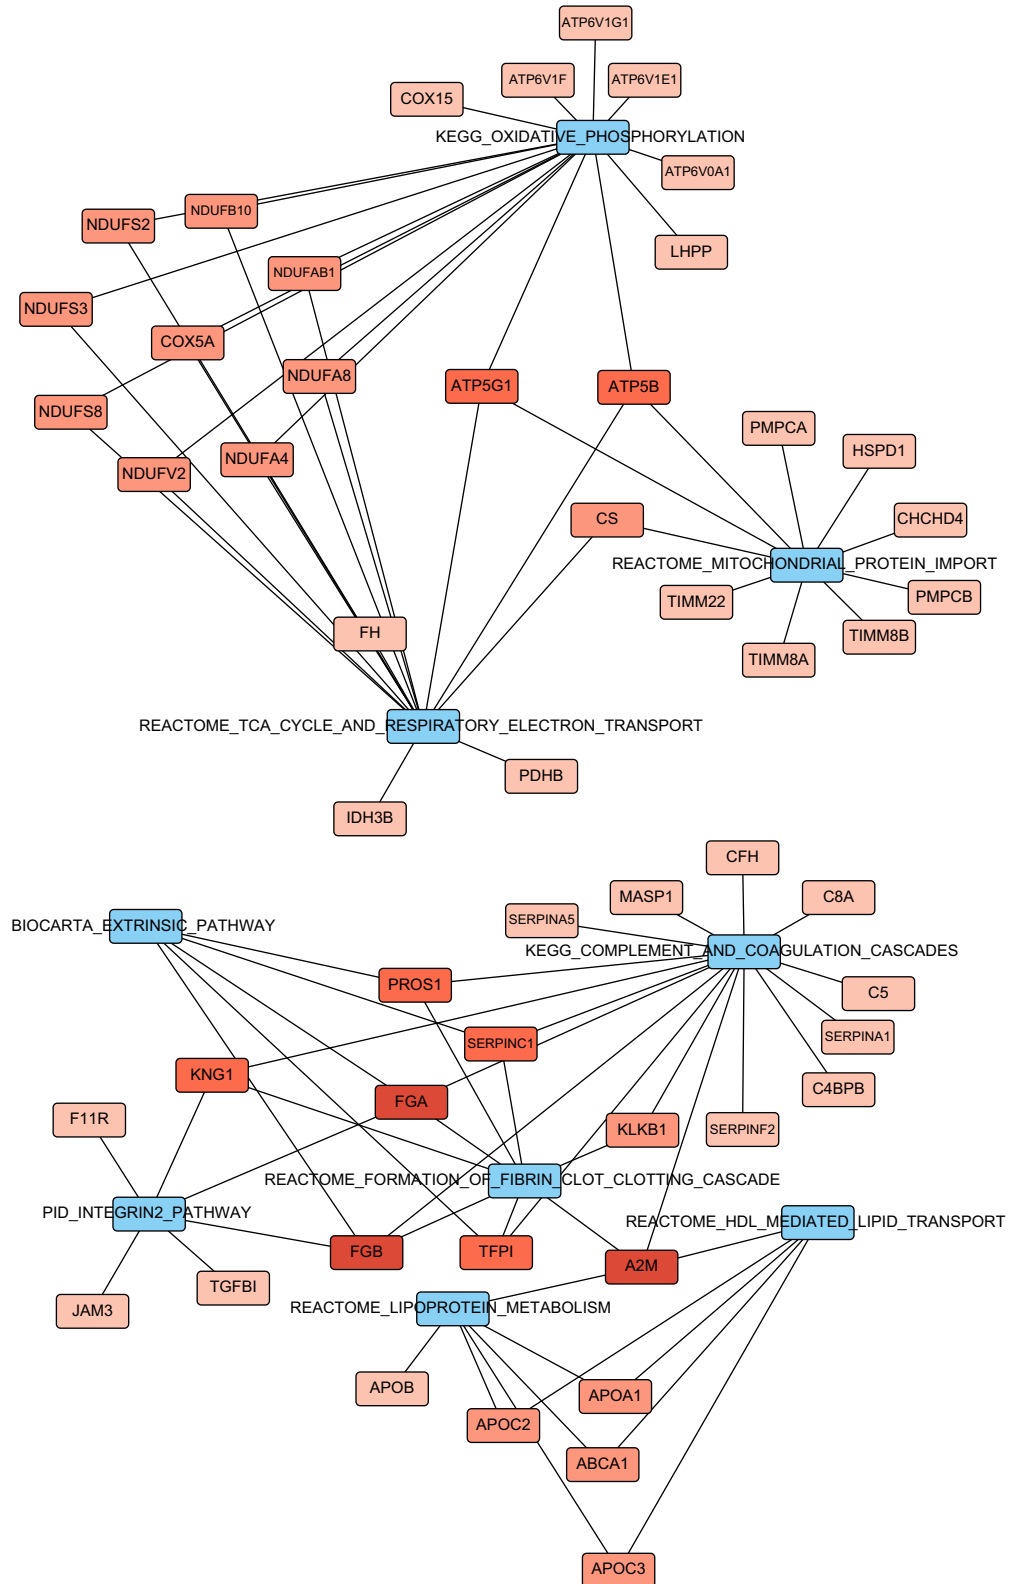 ATP6V1G1
ATP6V1F
ATP6V1E1
COX15
KEGG_OXIDATIVE_PHOSPHORYLATION
ATP6V0A1
NDUFB10
NDUFS2
LHPP
NDUFAB1
NDUFS3
COX5A
NDUFA8
ATP5G1
ATP5B
NDUFS8
PMPCA
HSPD1
NDUFA4
NDUFV2
CS
CHCHD4
REACTOME_MITOCHONDRIAL_PROTEIN_IMPORT
PMPCB
TIMM22
FH
TIMM8B
TIMM8A
REACTOME_TCA_CYCLE_AND_RESPIRATORY_ELECTRON_TRANSPORT
PDHB
IDH3B
CFH
MASP1
C8A
SERPINA5
BIOCARTA_EXTRINSIC_PATHWAY
KEGG_COMPLEMENT_AND_COAGULATION_CASCADES
PROS1
C5
SERPINA1
SERPINC1
KNG1
C4BPB
FGA
F11R
KLKB1
SERPINF2
REACTOME_FORMATION_OF_FIBRIN_CLOT_CLOTTING_CASCADE
PID_INTEGRIN2_PATHWAY
REACTOME_HDL_MEDIATED_LIPID_TRANSPORT
FGB
TFPI
A2M
TGFBI
JAM3
REACTOME_LIPOPROTEIN_METABOLISM
APOB
APOA1
APOC2
ABCA1
APOC3